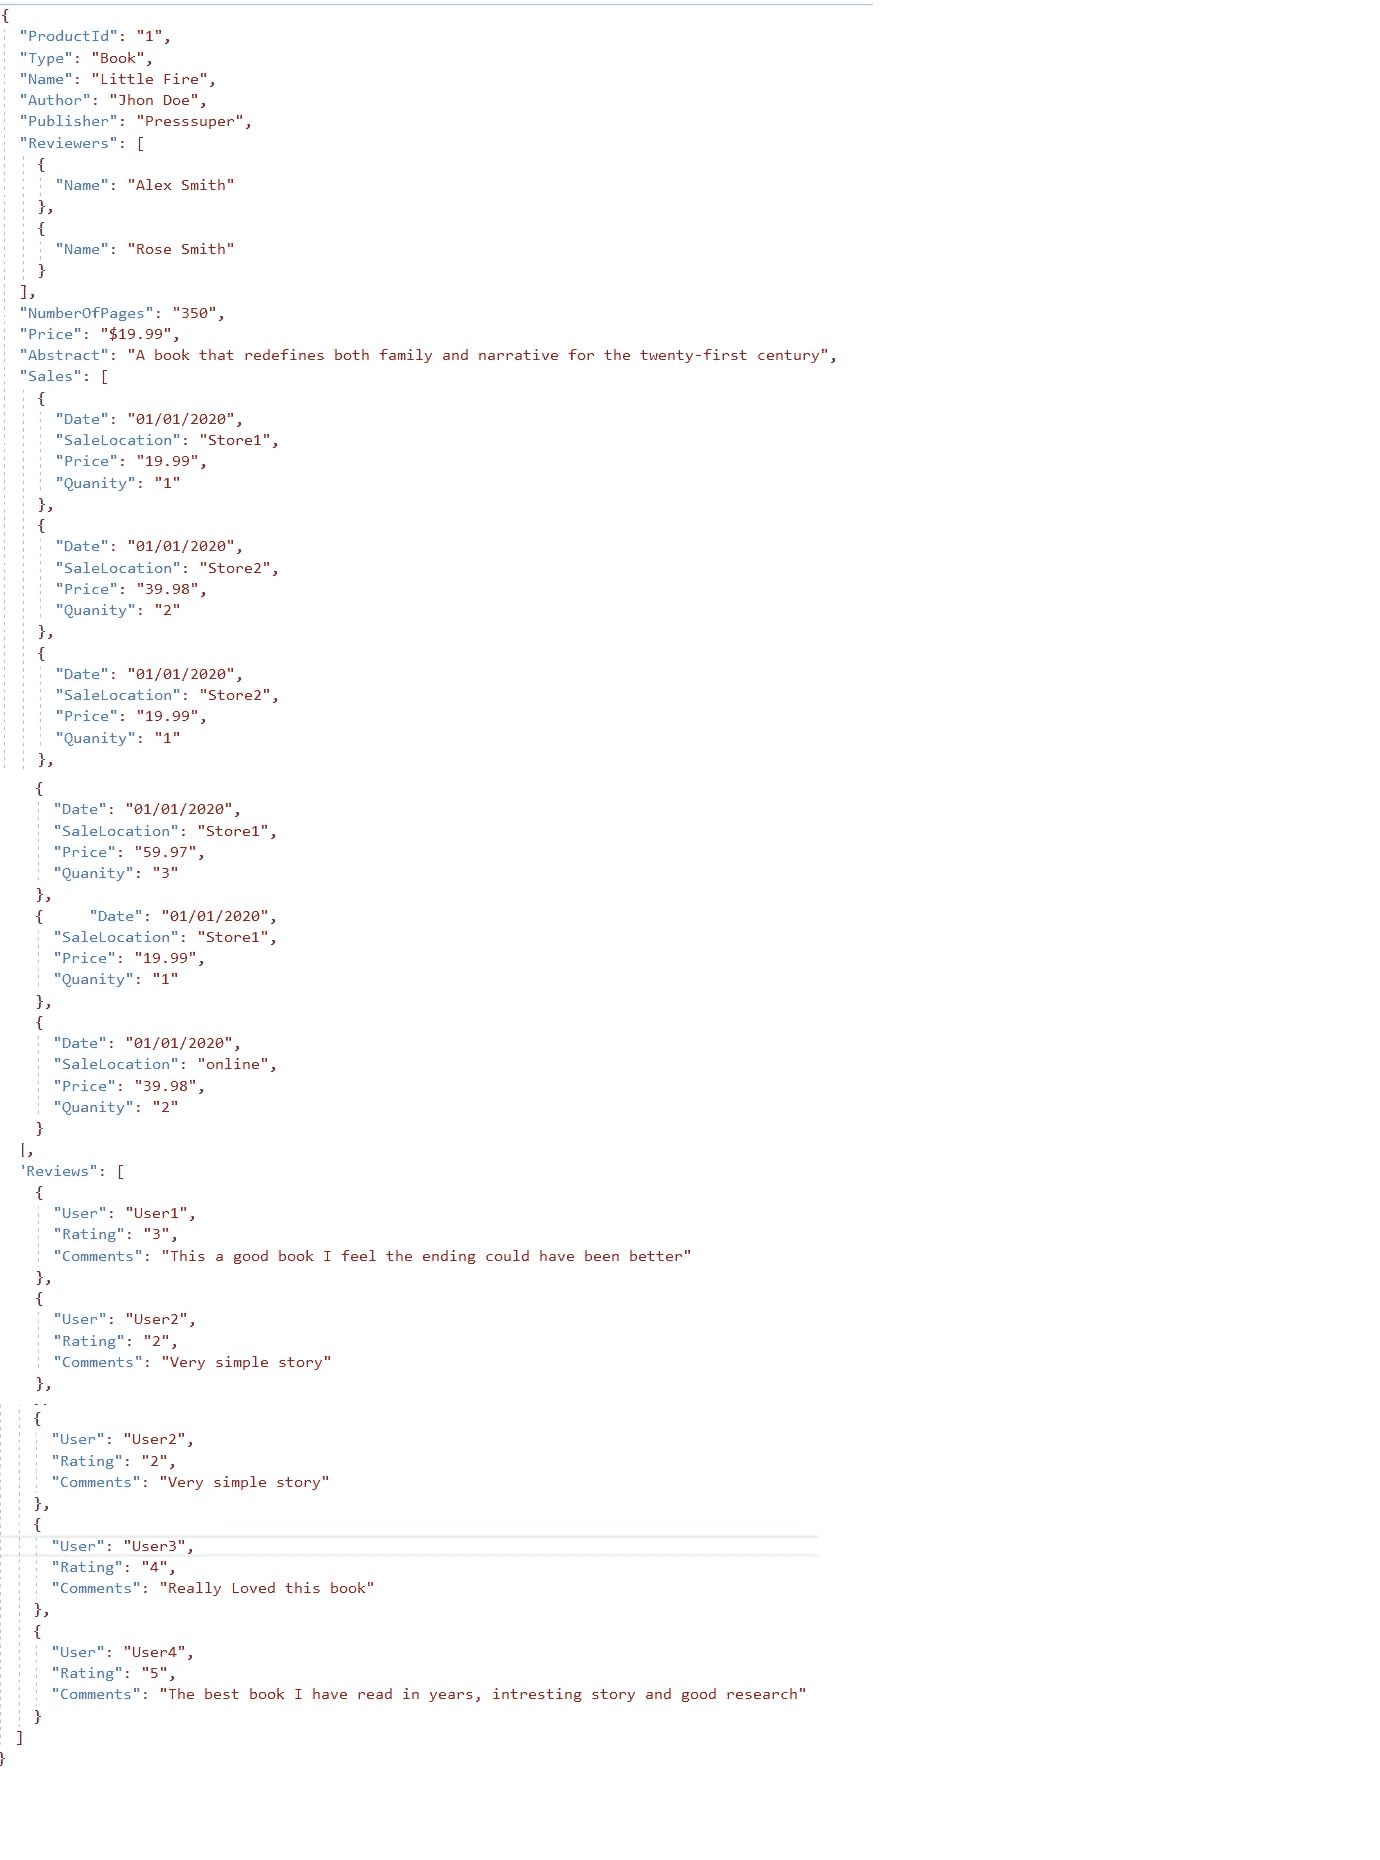 {
"ProductId": "1",
"Type": "Book",
"Name": "Little Fire",
"Author": "Jhon Doe",
"Publisher": "Presssuper",
"Reviewers": [
{
"Name": "Alex Smith"
},
{
"Name": "Rose Smith"
}
],
"NumberOfPages": "350",
"Price": "$19.99",
"Abstract": "A book that redefines both family and narrative for the twenty-first century",
"Sales": [
{
"Date": "01/01/2020",
"SaleLocation": "Store1",
"Price": "19.99",
"Quanity": "1"
},
{
"Date": "01/01/2020",
"SaleLocation": "Store2",
"Price": "39.98",
"Quanity": "2"
},
{
"Date": "01/01/2020",
"SaleLocation": "Store2",
"Price": "19.99",
"Quanity": "1"
},
{
"Date": "01/01/2020",
"SaleLocation": "Store1",
"Price": "59.97",
"Quanity": "3"
},
{ "Date": "01/01/2020",
"SaleLocation": "Store1",
"Price": "19.99",
"Quanity": "1"
},
{
"Date": "01/01/2020",
"SaleLocation": "online",
"Price": "39.98",
"Quanity": "2"
}
],
'Reviews": [
{
"User": "User1",
"Rating": "3",
"Comments": "This a good book I feel the ending could have been better"
},
{
"User": "User2",
"Rating": "2",
"Comments": "Very simple story"
},
{
"User": "User2",
"Rating": "2",
"Comments": "Very simple story"
},
{
"User": "User3",
"Rating": "4",
"Comments": "Really Loved this book"
},
{
"User": "User4",
"Rating": "5",
"Comments": "The best book I have read in years, intresting story and good research"
}
]
}